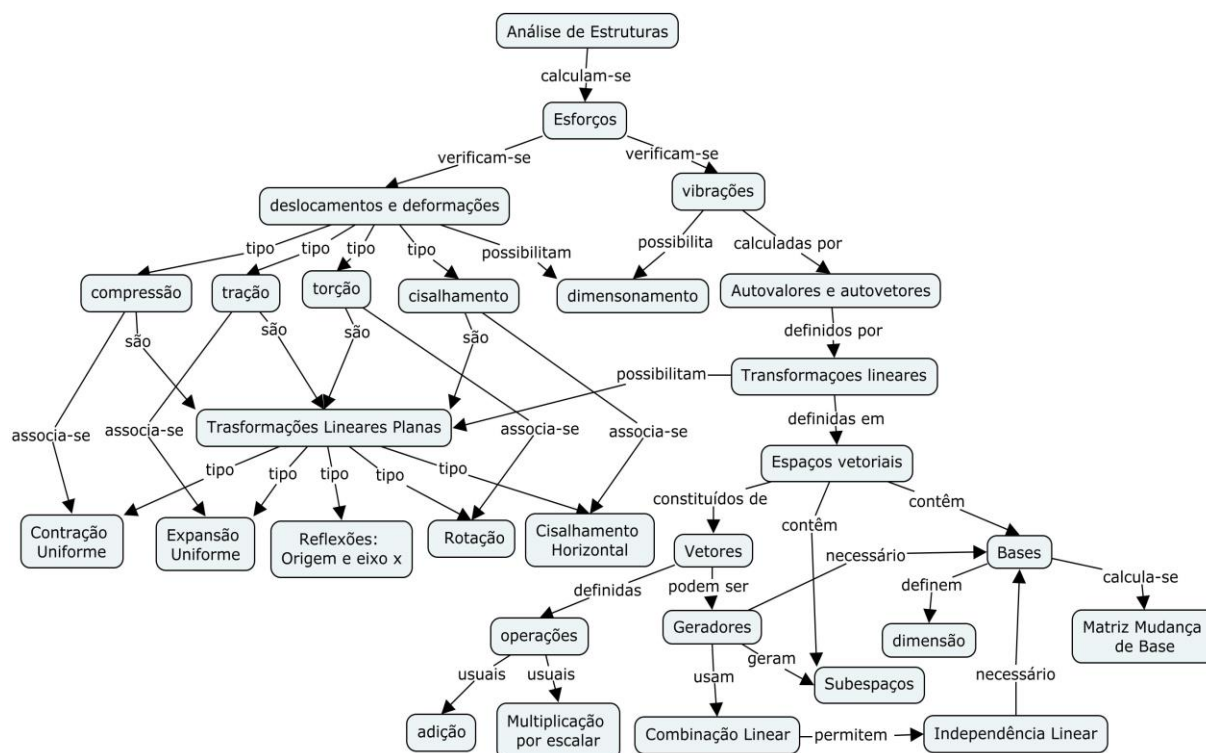 Análise de Estruturas
calculam-se
Esforços
verificam-se
verificam-se
deslocamentos e deformações
vibrações
tipo
tipo
tipo
tipo
possibilitam
possibilita
calculadas por
compressão
tração
torção
cisalhamento
dimensonamento
Autovalores e autovetores
são
são
são
são
definidos por
possibilitam
Transformaçoes lineares
Trasformações Lineares Planas
definidas em
associa-se
associa-se
associa-se
associa-se
Espaços vetoriais
tipo
tipo
tipo
tipo
tipo
constituídos de
contêm
contêm
Contração
Uniforme
Expansão
Uniforme
Reflexões:
Origem e eixo x
Rotação
Cisalhamento
Horizontal
Vetores
necessário
Bases
definidas
podem ser
definem
calcula-se
operações
Geradores
dimensão
Matriz Mudança
de Base
usuais
usuais
usam
geram
Subespaços
necessário
adição
Multiplicação
por escalar
Combinação Linear
permitem
Independência Linear